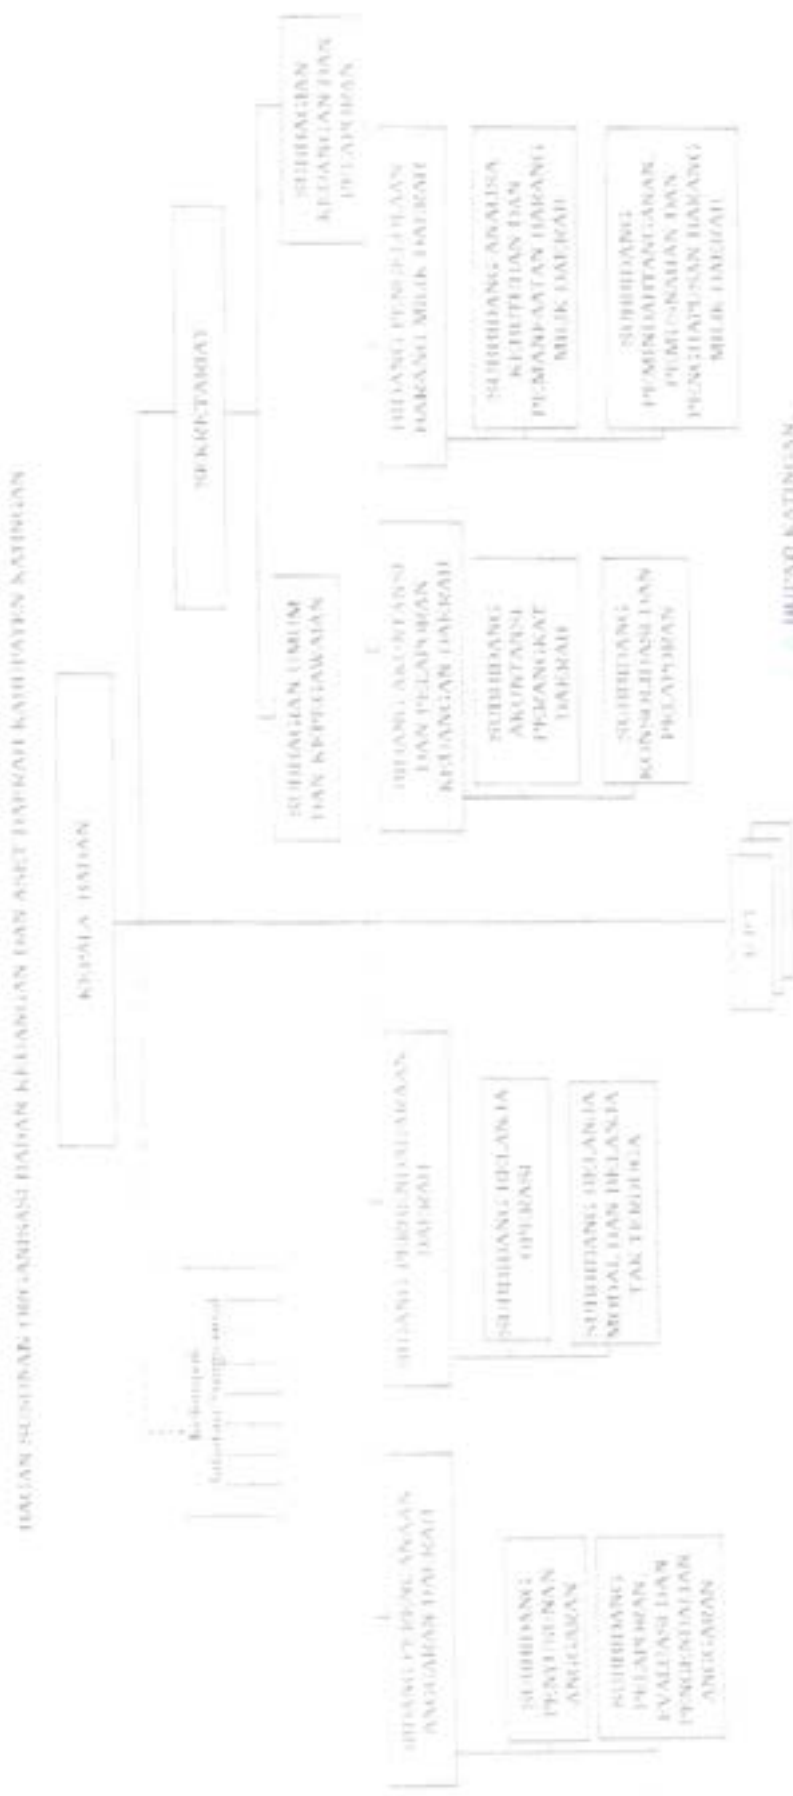 BAGAN SUSUNAN ORGANISASI BADAN KEUANGAN DAN ASET DAERAH KABUPATEN KATINGAN
KEPALA BADAN
SEKRETARIAT
Kelompok
Jabatan Fungsional
SUBBAGIAN UMUM
DAN KEPEGAWAIAN
SUBBAGIAN
KEUANGAN DAN
PELAPORAN
BIDANG PERENCANAAN
ANGGARAN DAERAH
BIDANG PERBENDAHARAAN
DAERAH
BIDANG AKUNTANSI
DAN PELAPORAN
KEUANGAN DAERAH
BIDANG PENGELOLAAN
BARANG MILIK DAERAH
SUBBIDANG
PENYUSUNAN
ANGGARAN
SUBBIDANG BELANJA
OPERASI
SUBBIDANG
AKUNTANSI
PERANGKAT
DAERAH
SUBBIDANG ANALISA
KEBUTUHAN DAN
PEMANFAATAN BARANG
MILIK DAERAH
SUBBIDANG
PELAPORAN
EVALUASI DAN
PENGENDALIAN
ANGGARAN
SUBBIDANG BELANJA
MODAL DAN BELANJA
TAK TERDUGA
SUBBIDANG
KONSOLIDASI DAN
PELAPORAN
SUBBIDANG
PEMINDAHTANGANAN,
PEMUSNAHAN DAN
PENGHAPUSAN BARANG
MILIK DAERAH
UPT
BUPATI KATINGAN